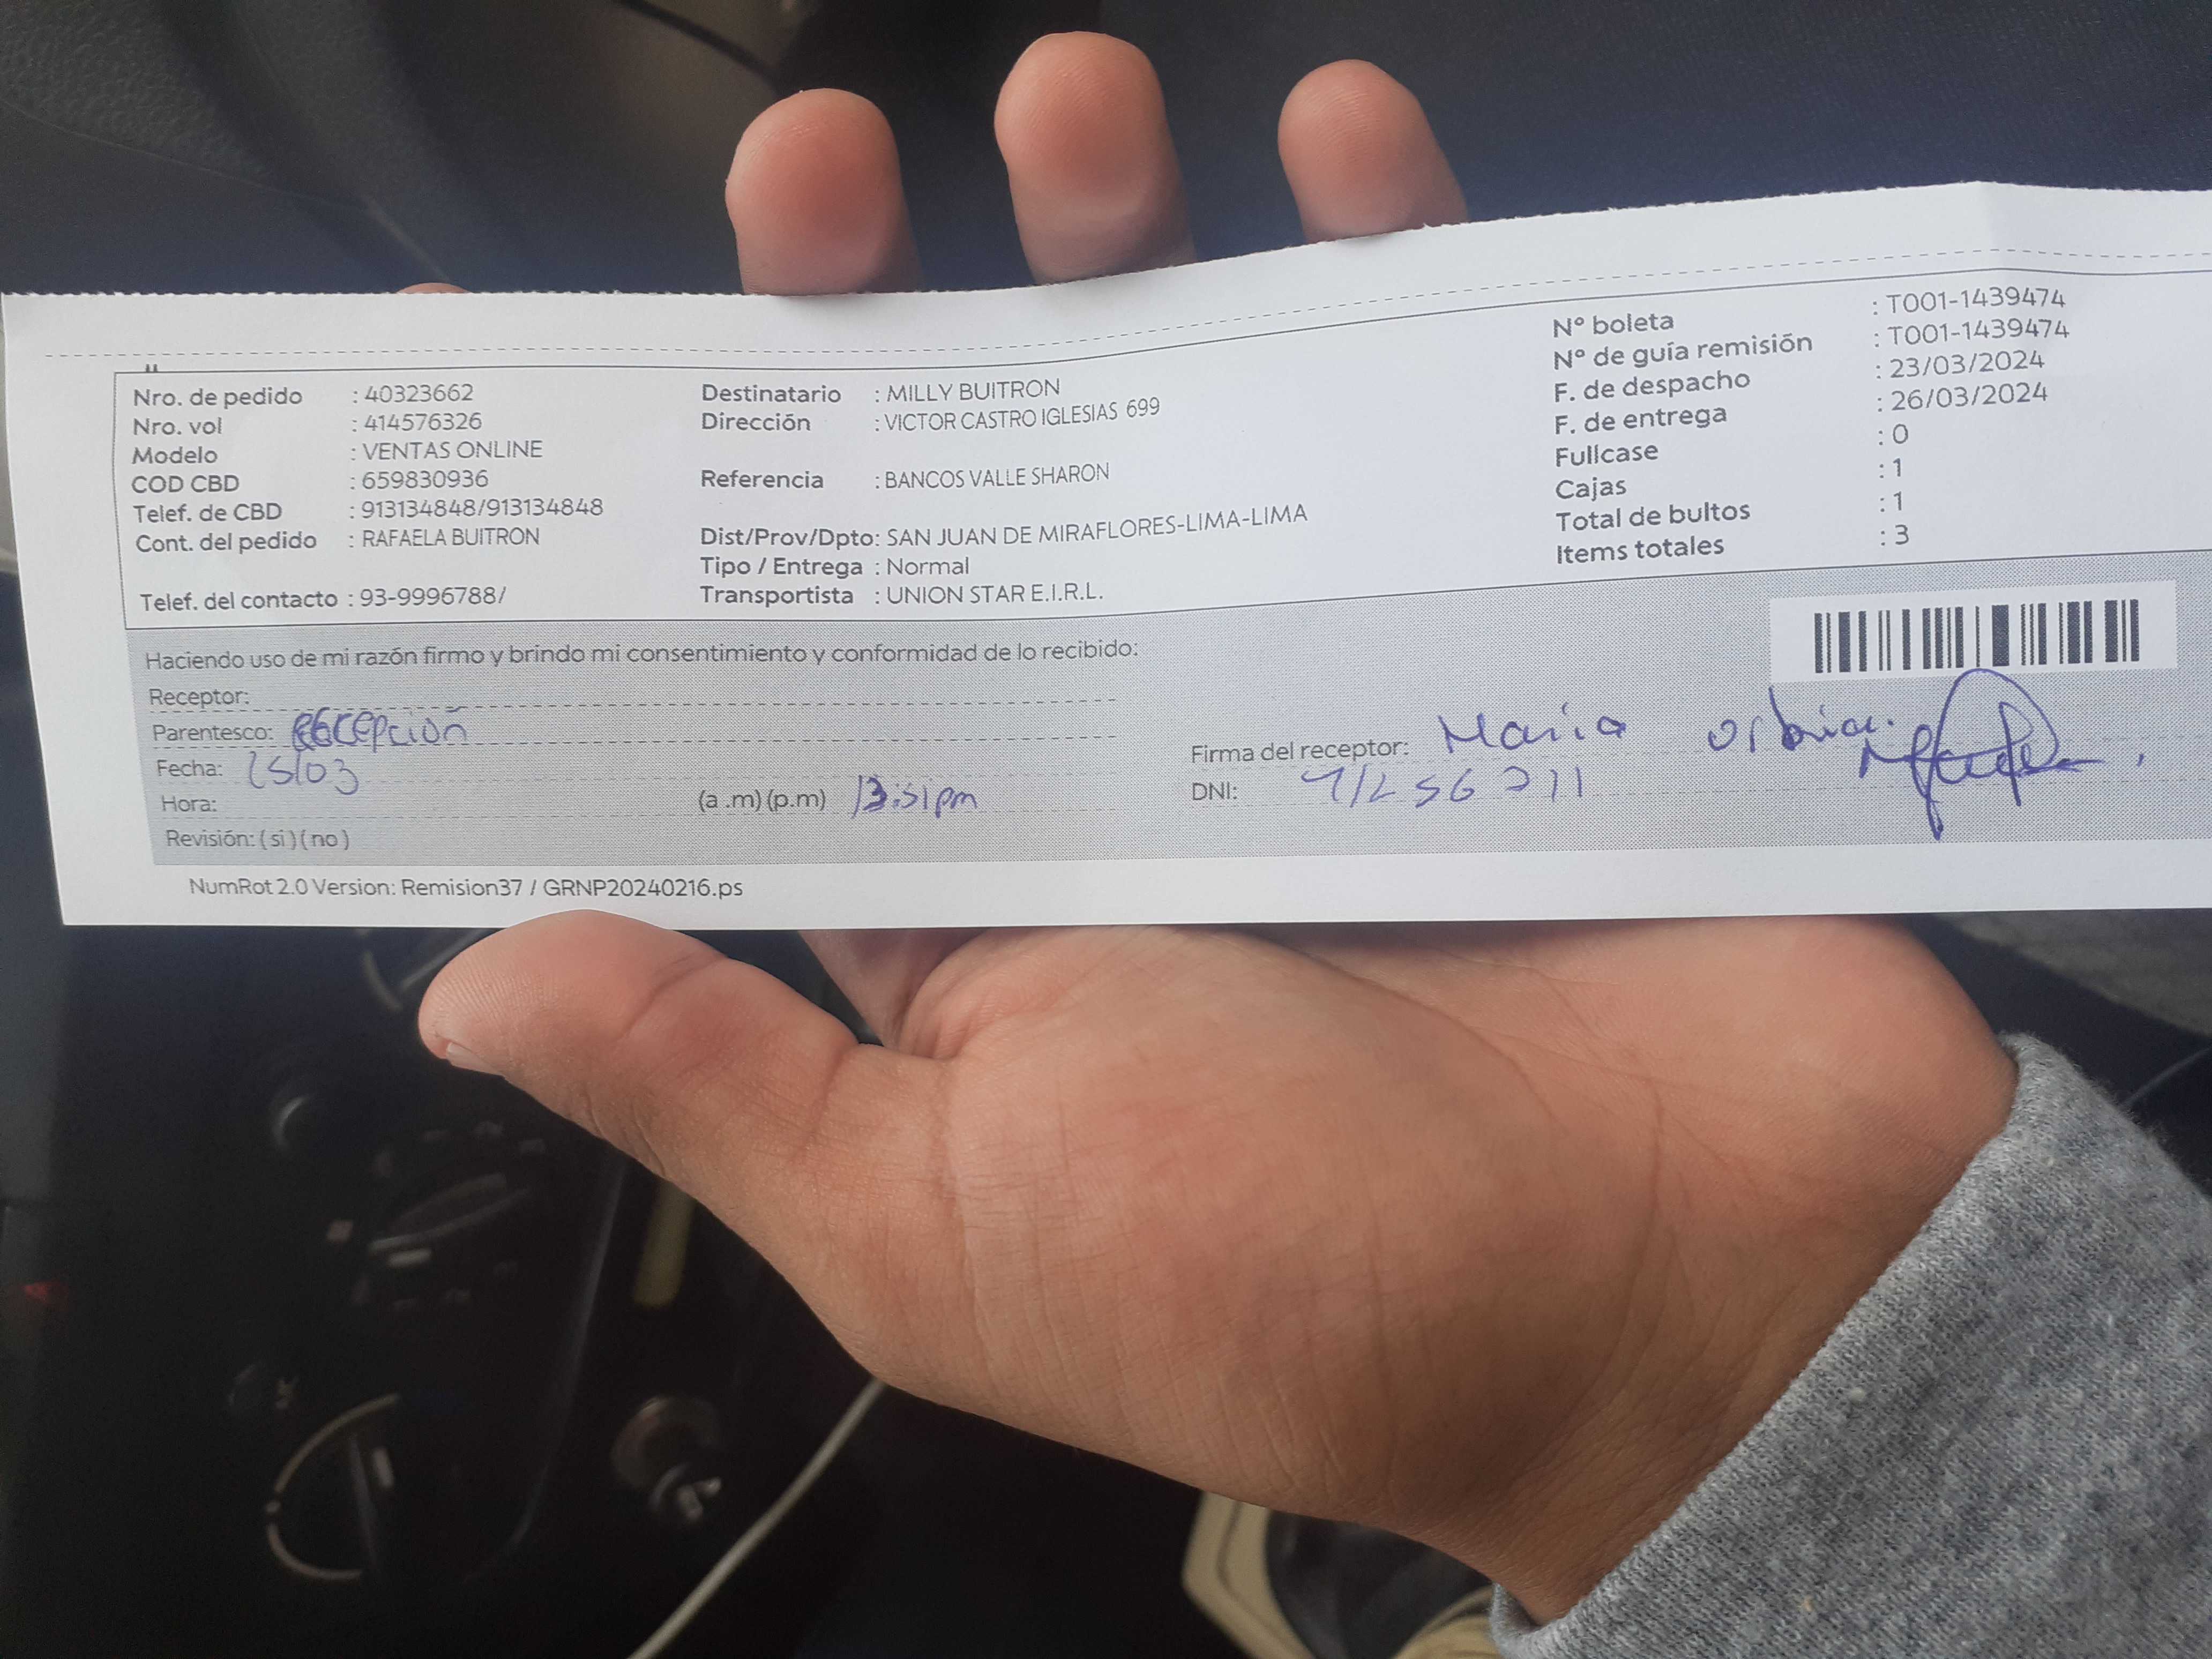 Nro. de pedido : 40323662
Nro. vol : 414576326
Modelo : VENTAS ONLINE
COD CBD : 659830936
Telef. de CBD : 913134848/913134848
Cont. del pedido : RAFAELA BUITRON
Telef. del contacto : 93-9996788/
Destinatario : MILLY BUITRON
Dirección : VICTOR CASTRO IGLESIAS 699
Referencia : BANCOS VALLE SHARON
Dist/Prov/Dpto: SAN JUAN DE MIRAFLORES-LIMA-LIMA
Tipo / Entrega : Normal
Transportista : UNION STAR E.I.R.L.
Nº boleta : T001-1439474
Nº de guía remisión : T001-1439474
F. de despacho : 23/03/2024
F. de entrega : 26/03/2024
Fullcase : 0
Cajas : 1
Total de bultos : 1
Items totales : 3
Haciendo uso de mi razón firmo y brindo mi consentimiento y conformidad de lo recibido:
Receptor:
Parentesco: Recepción
Fecha: 25/03
Hora: (a .m) (p.m) 13:51pm
Revisión: ( si ) ( no )
Firma del receptor: Maria
DNI:
NumRot 2.0 Version: Remision37 / GRNP20240216.ps